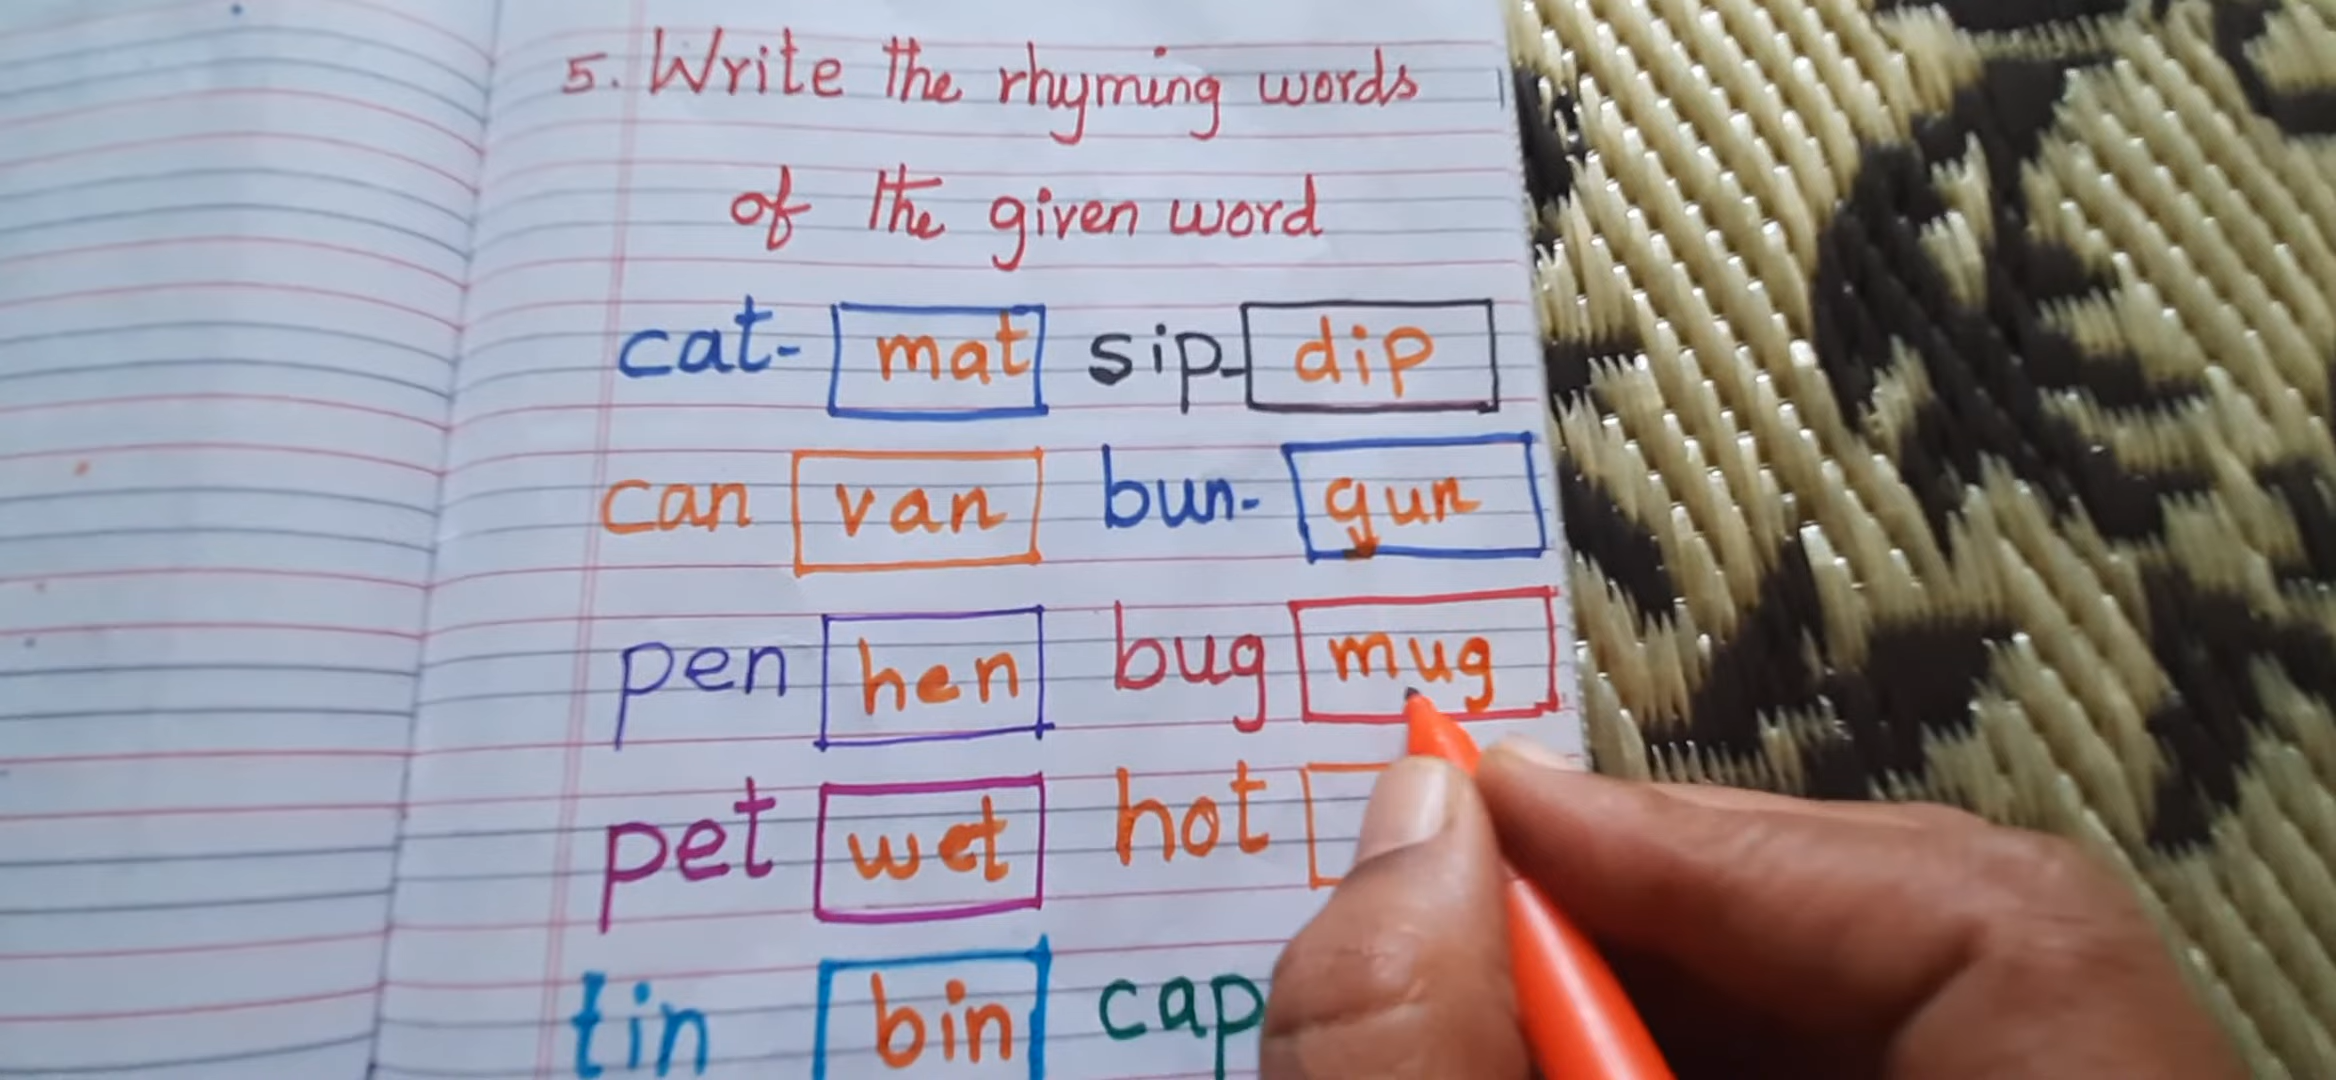 5. Write the rhyming words
of the given word
cat- mat sip- dip
can van bun- gun
pen hen bug mug
pet wet hot
tin bin cap